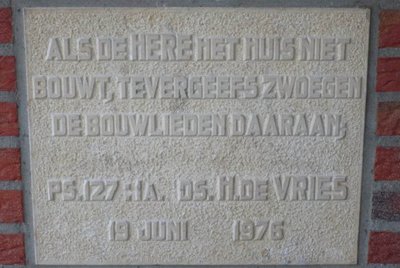 ALS DE HERE HET HUIS NIET
BOUWT, TEVERGEEFS ZWOEGEN
DE BOUWLIEDEN DAARAAN,
PS.127:1A. DS. H. DE VRIES
19 JUNI 1976